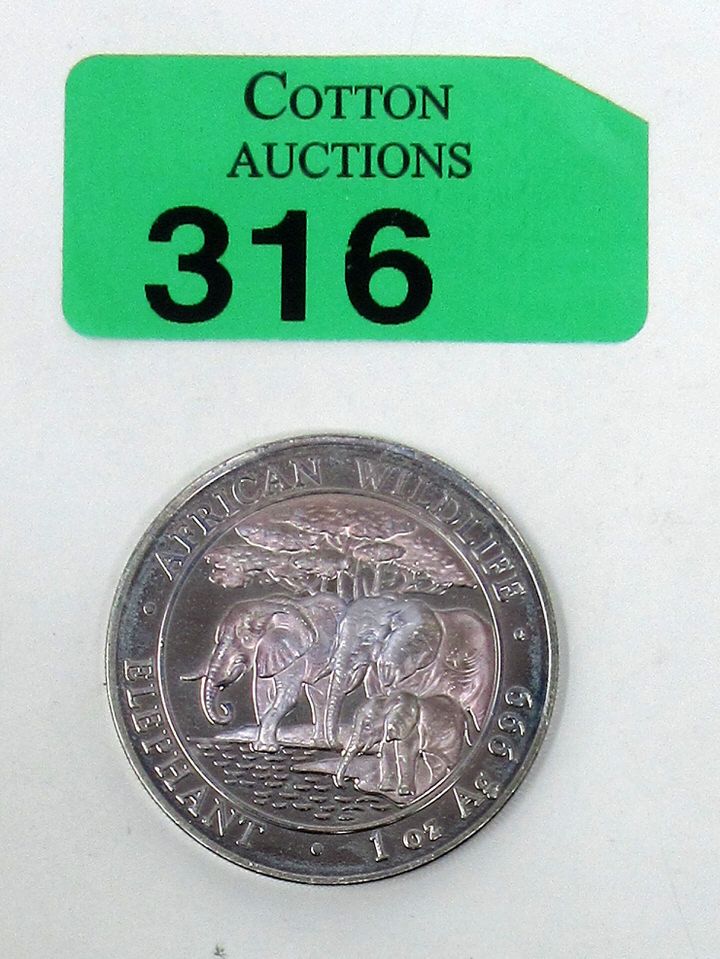 COTTON
AUCTIONS
316
· AFRICAN WILDLIFE ·
ELEPHANT · 1 oz Ag 999